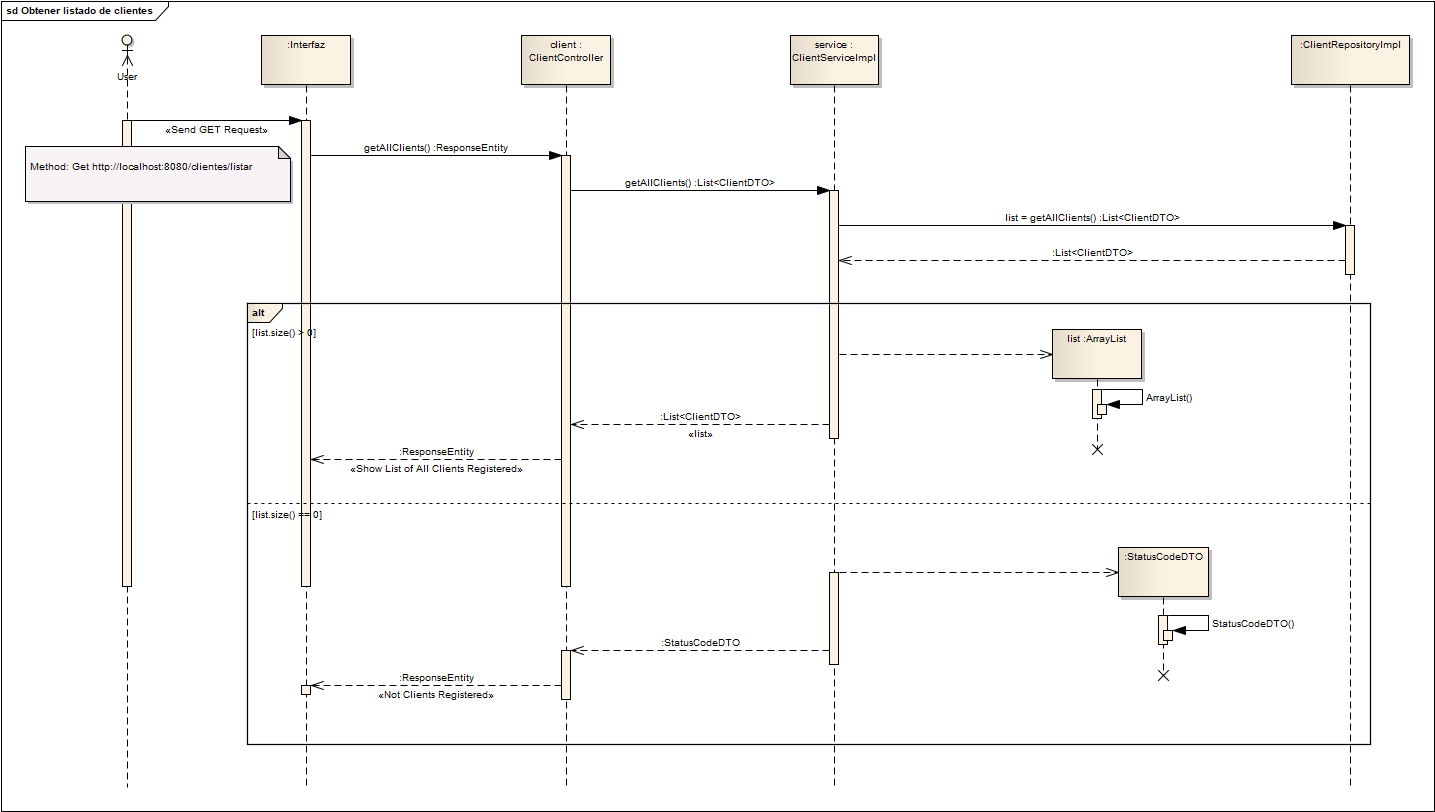 sd Obtener listado de clientes
User
:Interfaz
client :
ClientController
service :
ClientServiceImpl
:ClientRepositoryImpl
«Send GET Request»
Method: Get http://localhost:8080/clientes/listar
getAllClients() :ResponseEntity
getAllClients() :List<ClientDTO>
list = getAllClients() :List<ClientDTO>
:List<ClientDTO>
alt
[list.size() > 0]
list :ArrayList
ArrayList()
:List<ClientDTO>
«list»
:ResponseEntity
«Show List of All Clients Registered»
[list.size() == 0]
:StatusCodeDTO
StatusCodeDTO()
:StatusCodeDTO
:ResponseEntity
«Not Clients Registered»